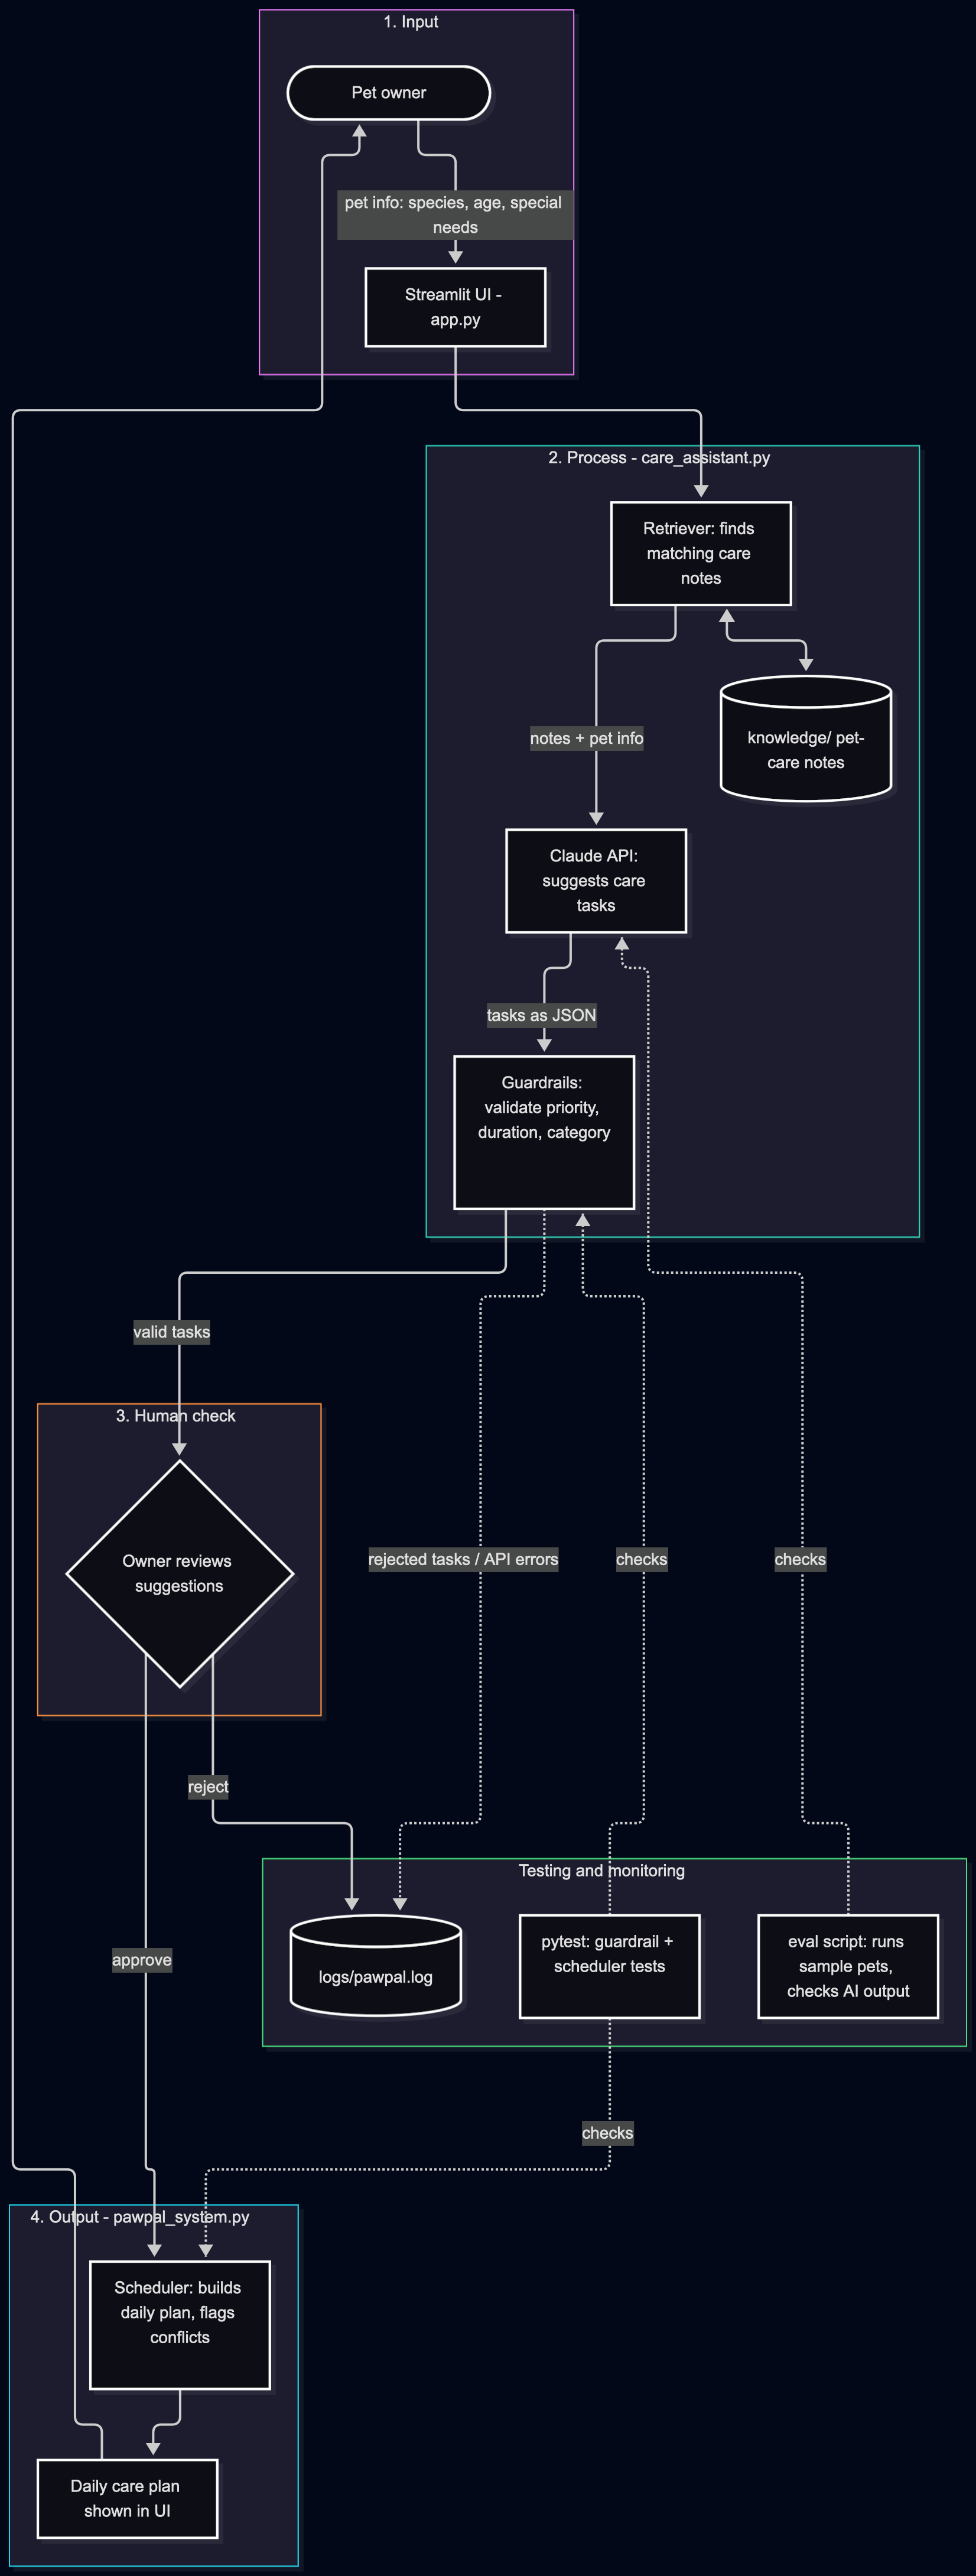 1. Input
Pet owner
pet info: species, age, special
needs
Streamlit UI -
app.py
2. Process - care_assistant.py
Retriever: finds
matching care
notes
knowledge/ pet-
care notes
notes + pet info
Claude API:
suggests care
tasks
tasks as JSON
Guardrails:
validate priority,
duration, category
valid tasks
3. Human check
Owner reviews
suggestions
rejected tasks / API errors
checks
checks
reject
Testing and monitoring
logs/pawpal.log
pytest: guardrail +
scheduler tests
eval script: runs
sample pets,
checks AI output
approve
checks
4. Output - pawpal_system.py
Scheduler: builds
daily plan, flags
conflicts
Daily care plan
shown in UI